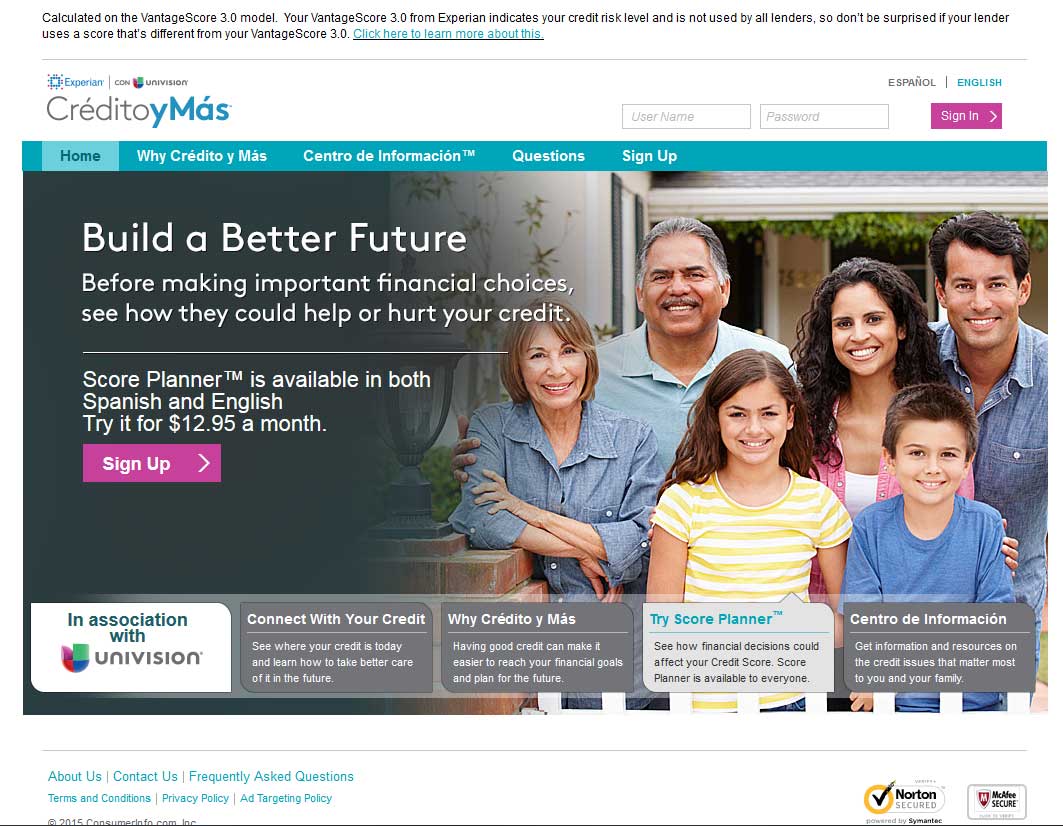 Calculated on the VantageScore 3.0 model.  Your VantageScore 3.0 from Experian indicates your credit risk level and is not used by all lenders, so don't be surprised if your lender
uses a score that's different from your VantageScore 3.0. Click here to learn more about this.
Experian | CON UNIVISION
CréditoyMás
ESPAÑOL | ENGLISH
User Name
Password
Sign In
Home
Why Crédito y Más
Centro de Información™
Questions
Sign Up
Build a Better Future
Before making important financial choices,
see how they could help or hurt your credit.
Score Planner™ is available in both
Spanish and English
Try it for $12.95 a month.
Sign Up
In association
with
UNIVISION
Connect With Your Credit
See where your credit is today
and learn how to take better care
of it in the future.
Why Crédito y Más
Having good credit can make it
easier to reach your financial goals
and plan for the future.
Try Score Planner™
See how financial decisions could
affect your Credit Score. Score
Planner is available to everyone.
Centro de Información
Get information and resources on
the credit issues that matter most
to you and your family.
About Us | Contact Us | Frequently Asked Questions
Terms and Conditions | Privacy Policy | Ad Targeting Policy
© 2015 ConsumerInfo.com, Inc.
Norton
SECURED
powered by Symantec
McAfee
SECURE